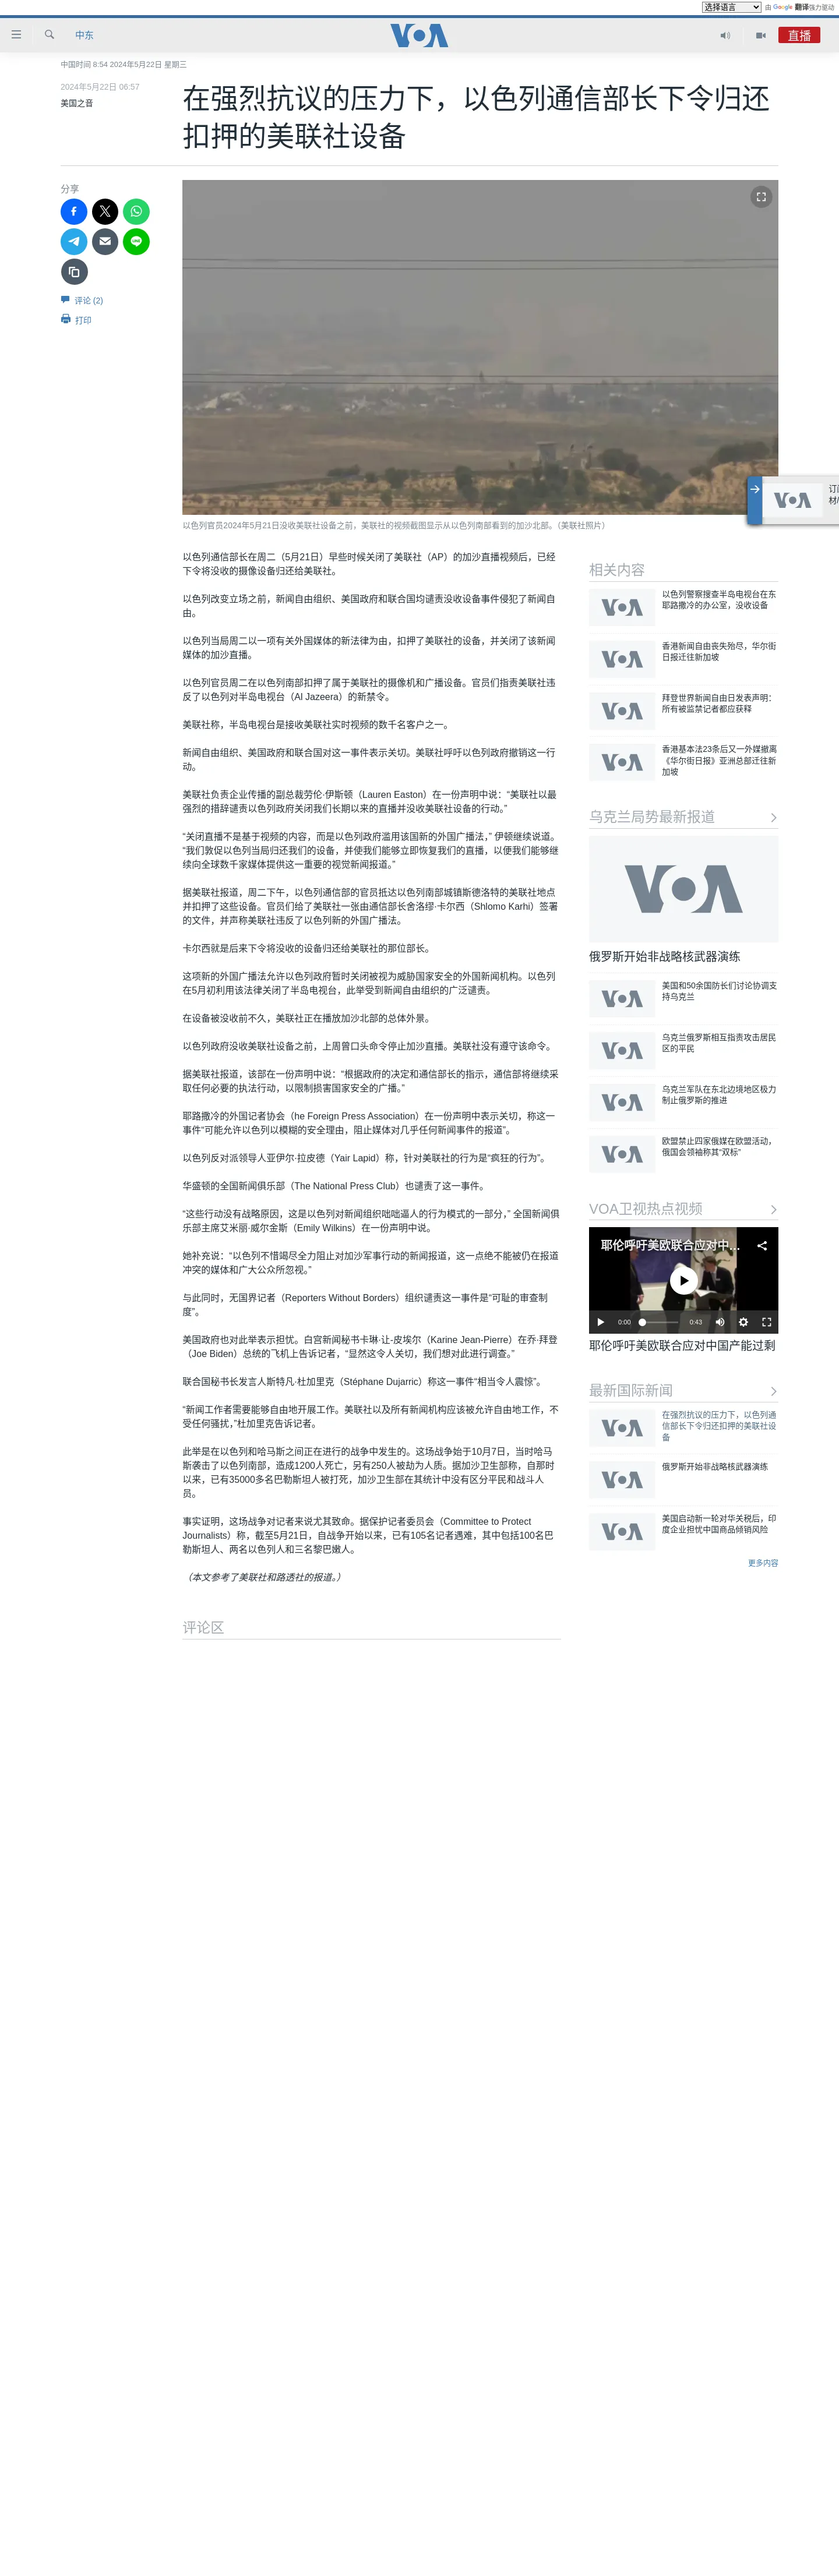 选择语言
由 Google 翻译强力驱动
中东
VOA
直播
中国时间 8:54 2024年5月22日 星期三
2024年5月22日 06:57
美国之音
在强烈抗议的压力下，以色列通信部长下令归还
扣押的美联社设备
分享
评论 (2)
打印
以色列官员2024年5月21日没收美联社设备之前，美联社的视频截图显示从以色列南部看到的加沙北部。（美联社照片）
以色列通信部长在周二（5月21日）早些时候关闭了美联社（AP）的加沙直播视频后，已经
下令将没收的摄像设备归还给美联社。
以色列改变立场之前，新闻自由组织、美国政府和联合国均谴责没收设备事件侵犯了新闻自
由。
以色列当局周二以一项有关外国媒体的新法律为由，扣押了美联社的设备，并关闭了该新闻
媒体的加沙直播。
以色列官员周二在以色列南部扣押了属于美联社的摄像机和广播设备。官员们指责美联社违
反了以色列对半岛电视台（Al Jazeera）的新禁令。
美联社称，半岛电视台是接收美联社实时视频的数千名客户之一。
新闻自由组织、美国政府和联合国对这一事件表示关切。美联社呼吁以色列政府撤销这一行
动。
美联社负责企业传播的副总裁劳伦·伊斯顿（Lauren Easton）在一份声明中说：“美联社以最
强烈的措辞谴责以色列政府关闭我们长期以来的直播并没收美联社设备的行动。”
“关闭直播不是基于视频的内容，而是以色列政府滥用该国新的外国广播法，” 伊顿继续说道。
“我们敦促以色列当局归还我们的设备，并使我们能够立即恢复我们的直播，以便我们能够继
续向全球数千家媒体提供这一重要的视觉新闻报道。”
据美联社报道，周二下午，以色列通信部的官员抵达以色列南部城镇斯德洛特的美联社地点
并扣押了这些设备。官员们给了美联社一张由通信部长舍洛缪·卡尔西（Shlomo Karhi）签署
的文件，并声称美联社违反了以色列新的外国广播法。
卡尔西就是后来下令将没收的设备归还给美联社的那位部长。
这项新的外国广播法允许以色列政府暂时关闭被视为威胁国家安全的外国新闻机构。以色列
在5月初利用该法律关闭了半岛电视台，此举受到新闻自由组织的广泛谴责。
在设备被没收前不久，美联社正在播放加沙北部的总体外景。
以色列政府没收美联社设备之前，上周曾口头命令停止加沙直播。美联社没有遵守该命令。
据美联社报道，该部在一份声明中说：“根据政府的决定和通信部长的指示，通信部将继续采
取任何必要的执法行动，以限制损害国家安全的广播。”
耶路撒冷的外国记者协会（he Foreign Press Association）在一份声明中表示关切，称这一
事件“可能允许以色列以模糊的安全理由，阻止媒体对几乎任何新闻事件的报道”。
以色列反对派领导人亚伊尔·拉皮德（Yair Lapid）称，针对美联社的行为是“疯狂的行为”。
华盛顿的全国新闻俱乐部（The National Press Club）也谴责了这一事件。
“这些行动没有战略原因，这是以色列对新闻组织咄咄逼人的行为模式的一部分，” 全国新闻俱
乐部主席艾米丽·威尔金斯（Emily Wilkins）在一份声明中说。
她补充说：“以色列不惜竭尽全力阻止对加沙军事行动的新闻报道，这一点绝不能被仍在报道
冲突的媒体和广大公众所忽视。”
与此同时，无国界记者（Reporters Without Borders）组织谴责这一事件是“可耻的审查制
度”。
美国政府也对此举表示担忧。白宫新闻秘书卡琳·让-皮埃尔（Karine Jean-Pierre）在乔·拜登
（Joe Biden）总统的飞机上告诉记者，“显然这令人关切，我们想对此进行调查。”
联合国秘书长发言人斯特凡·杜加里克（Stéphane Dujarric）称这一事件“相当令人震惊”。
“新闻工作者需要能够自由地开展工作。美联社以及所有新闻机构应该被允许自由地工作，不
受任何骚扰，”杜加里克告诉记者。
此举是在以色列和哈马斯之间正在进行的战争中发生的。这场战争始于10月7日，当时哈马
斯袭击了以色列南部，造成1200人死亡，另有250人被劫为人质。据加沙卫生部称，自那时
以来，已有35000多名巴勒斯坦人被打死，加沙卫生部在其统计中没有区分平民和战斗人
员。
事实证明，这场战争对记者来说尤其致命。据保护记者委员会（Committee to Protect
Journalists）称，截至5月21日，自战争开始以来，已有105名记者遇难，其中包括100名巴
勒斯坦人、两名以色列人和三名黎巴嫩人。
（本文参考了美联社和路透社的报道。）
评论区
VOA
相关内容
VOA
以色列警察搜查半岛电视台在东
耶路撒冷的办公室，没收设备
VOA
香港新闻自由丧失殆尽，华尔街
日报迁往新加坡
VOA
拜登世界新闻自由日发表声明：
所有被监禁记者都应获释
VOA
香港基本法23条后又一外媒撤离
《华尔街日报》亚洲总部迁往新
加坡
乌克兰局势最新报道
VOA
俄罗斯开始非战略核武器演练
VOA
美国和50余国防长们讨论协调支
持乌克兰
VOA
乌克兰俄罗斯相互指责攻击居民
区的平民
VOA
乌克兰军队在东北边境地区极力
制止俄罗斯的推进
VOA
欧盟禁止四家俄媒在欧盟活动，
俄国会领袖称其“双标”
VOA卫视热点视频
耶伦呼吁美欧联合应对中…
0:00
0:43
耶伦呼吁美欧联合应对中国产能过剩
最新国际新闻
VOA
在强烈抗议的压力下，以色列通
信部长下令归还扣押的美联社设
备
VOA
俄罗斯开始非战略核武器演练
VOA
美国启动新一轮对华关税后，印
度企业担忧中国商品倾销风险
更多内容